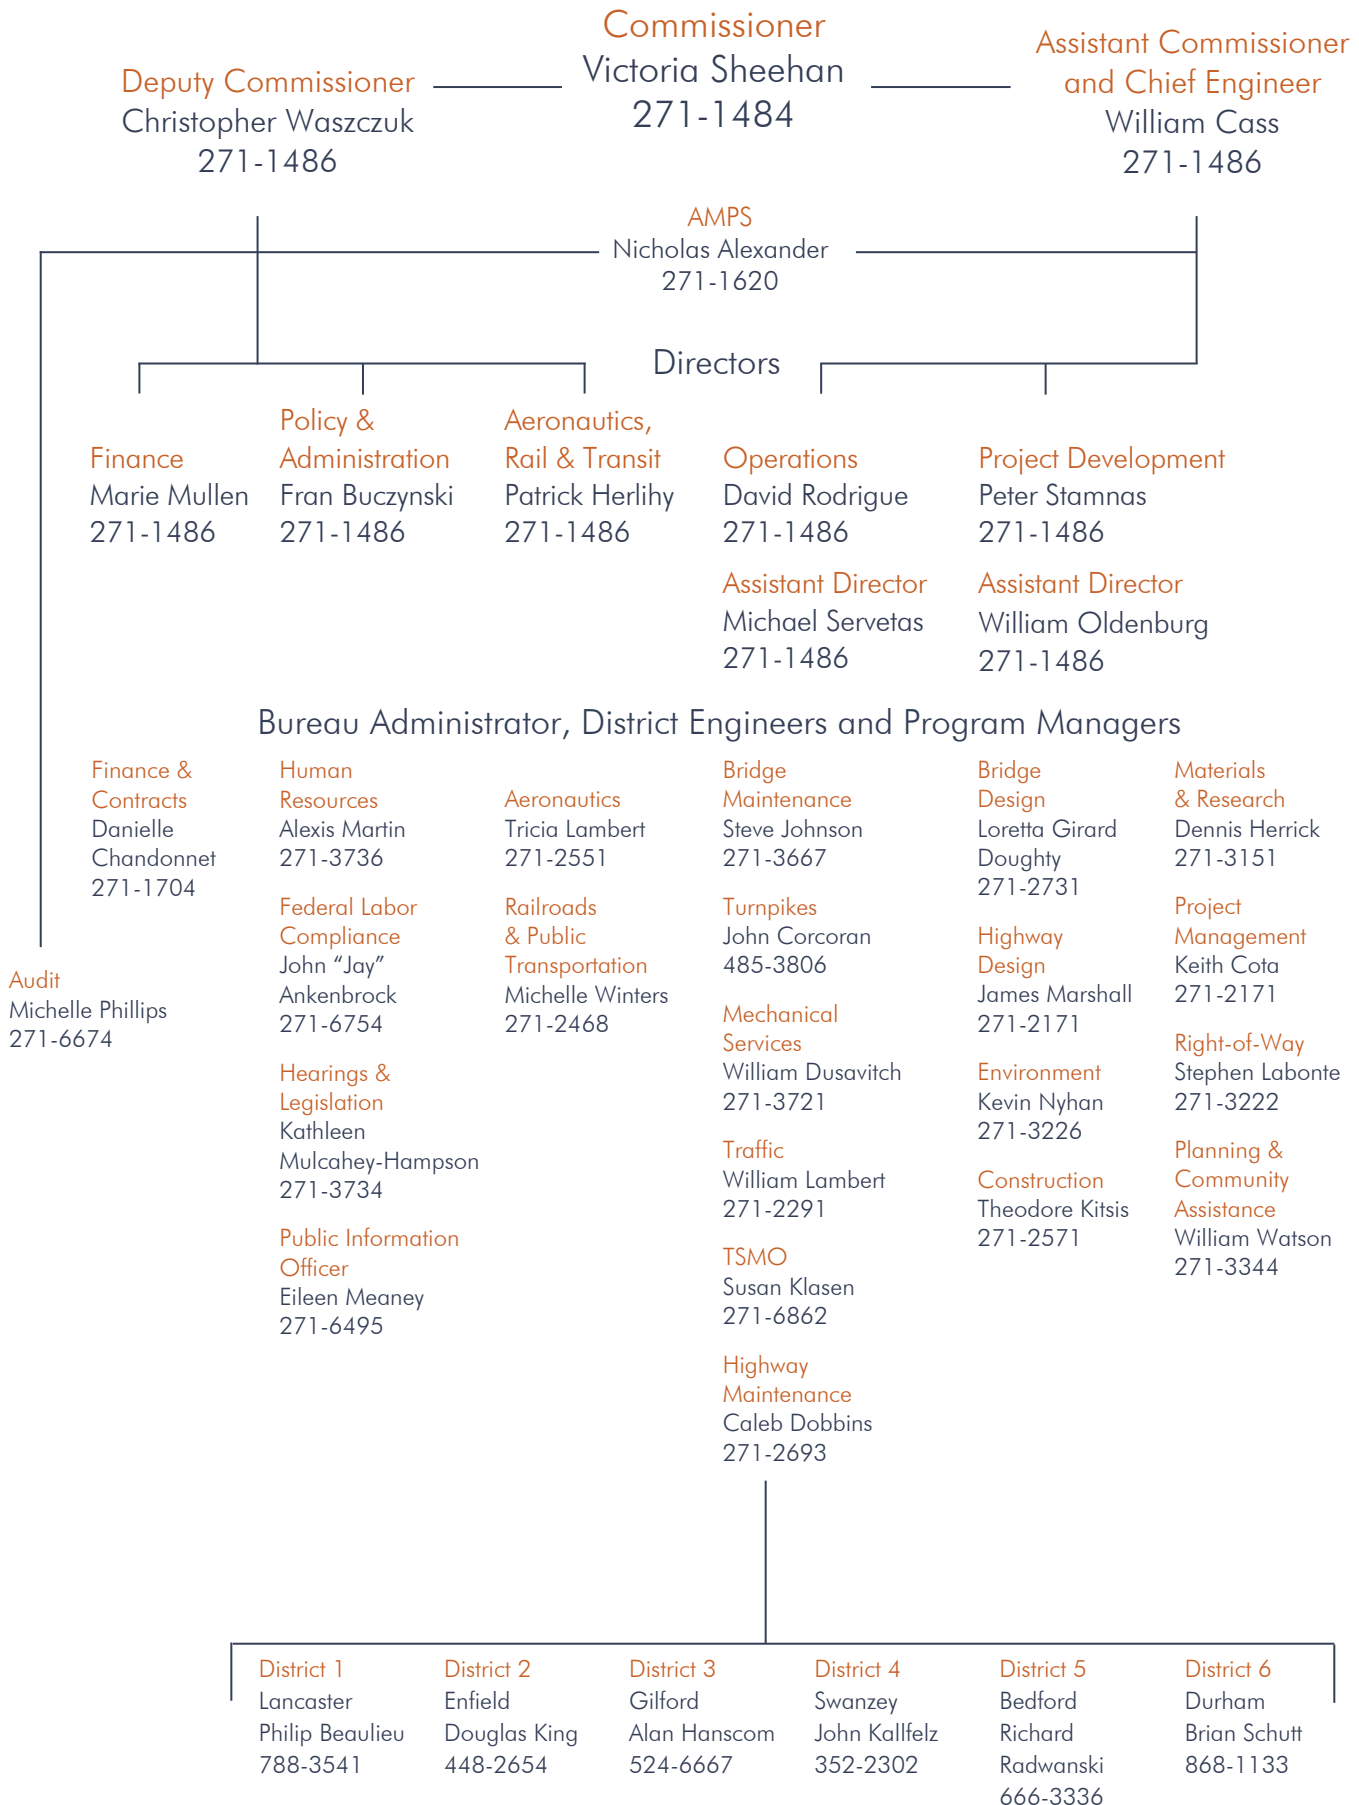 Commissioner
Victoria Sheehan
271-1484
Deputy Commissioner
Christopher Waszczuk
271-1486
Assistant Commissioner
and Chief Engineer
William Cass
271-1486
AMPS
Nicholas Alexander
271-1620
Directors
Finance
Marie Mullen
271-1486
Policy &
Administration
Fran Buczynski
271-1486
Aeronautics,
Rail & Transit
Patrick Herlihy
271-1486
Operations
David Rodrigue
271-1486
Assistant Director
Michael Servetas
271-1486
Project Development
Peter Stamnas
271-1486
Assistant Director
William Oldenburg
271-1486
Bureau Administrator, District Engineers and Program Managers
Audit
Michelle Phillips
271-6674
Finance &
Contracts
Danielle
Chandonnet
271-1704
Human
Resources
Alexis Martin
271-3736
Federal Labor
Compliance
John “Jay”
Ankenbrock
271-6754
Hearings &
Legislation
Kathleen
Mulcahey-Hampson
271-3734
Public Information
Officer
Eileen Meaney
271-6495
Aeronautics
Tricia Lambert
271-2551
Railroads
& Public
Transportation
Michelle Winters
271-2468
Bridge
Maintenance
Steve Johnson
271-3667
Turnpikes
John Corcoran
485-3806
Mechanical
Services
William Dusavitch
271-3721
Traffic
William Lambert
271-2291
TSMO
Susan Klasen
271-6862
Highway
Maintenance
Caleb Dobbins
271-2693
Bridge
Design
Loretta Girard
Doughty
271-2731
Highway
Design
James Marshall
271-2171
Environment
Kevin Nyhan
271-3226
Construction
Theodore Kitsis
271-2571
Materials
& Research
Dennis Herrick
271-3151
Project
Management
Keith Cota
271-2171
Right-of-Way
Stephen Labonte
271-3222
Planning &
Community
Assistance
William Watson
271-3344
District 1
Lancaster
Philip Beaulieu
788-3541
District 2
Enfield
Douglas King
448-2654
District 3
Gilford
Alan Hanscom
524-6667
District 4
Swanzey
John Kallfelz
352-2302
District 5
Bedford
Richard
Radwanski
666-3336
District 6
Durham
Brian Schutt
868-1133